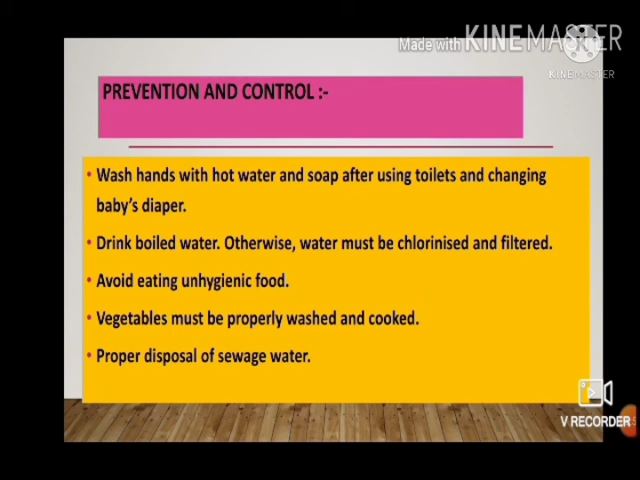 Made with KINEMASTER
KINEMASTER
PREVENTION AND CONTROL :-
• Wash hands with hot water and soap after using toilets and changing
baby's diaper.
• Drink boiled water. Otherwise, water must be chlorinised and filtered.
• Avoid eating unhygienic food.
• Vegetables must be properly washed and cooked.
• Proper disposal of sewage water.
V RECORDER